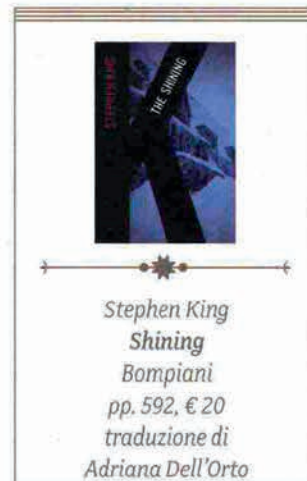 STEPHEN KING
THE SHINING
Stephen King
Shining
Bompiani
pp. 592, € 20
traduzione di
Adriana Dell'Orto